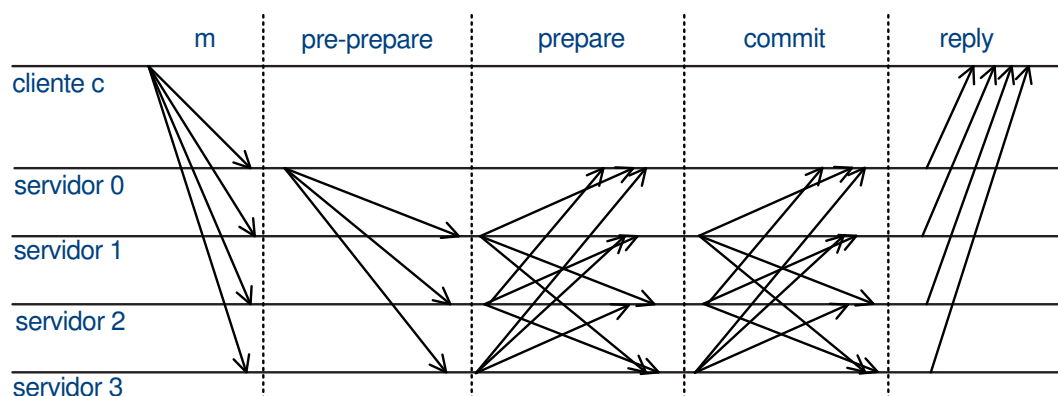 m pre-prepare prepare commit reply
cliente c
servidor 0
servidor 1
servidor 2
servidor 3